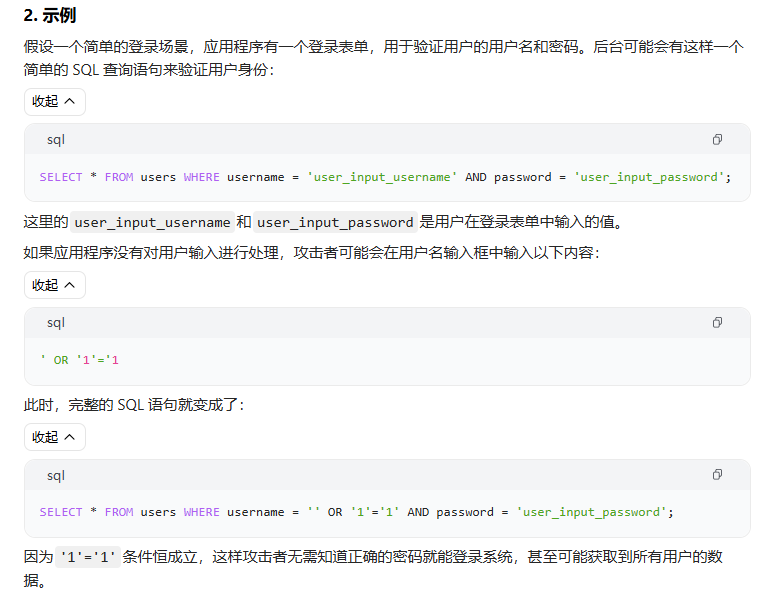 2. 示例
假设一个简单的登录场景，应用程序有一个登录表单，用于验证用户的用户名和密码。后台可能会有这样一个
简单的 SQL 查询语句来验证用户身份：
收起
sql
SELECT * FROM users WHERE username = 'user_input_username' AND password = 'user_input_password';
这里的 user_input_username 和 user_input_password 是用户在登录表单中输入的值。
如果应用程序没有对用户输入进行处理，攻击者可能会在用户名输入框中输入以下内容：
收起
sql
' OR '1'='1
此时，完整的 SQL 语句就变成了：
收起
sql
SELECT * FROM users WHERE username = '' OR '1'='1' AND password = 'user_input_password';
因为 '1'='1' 条件恒成立，这样攻击者无需知道正确的密码就能登录系统，甚至可能获取到所有用户的数
据。